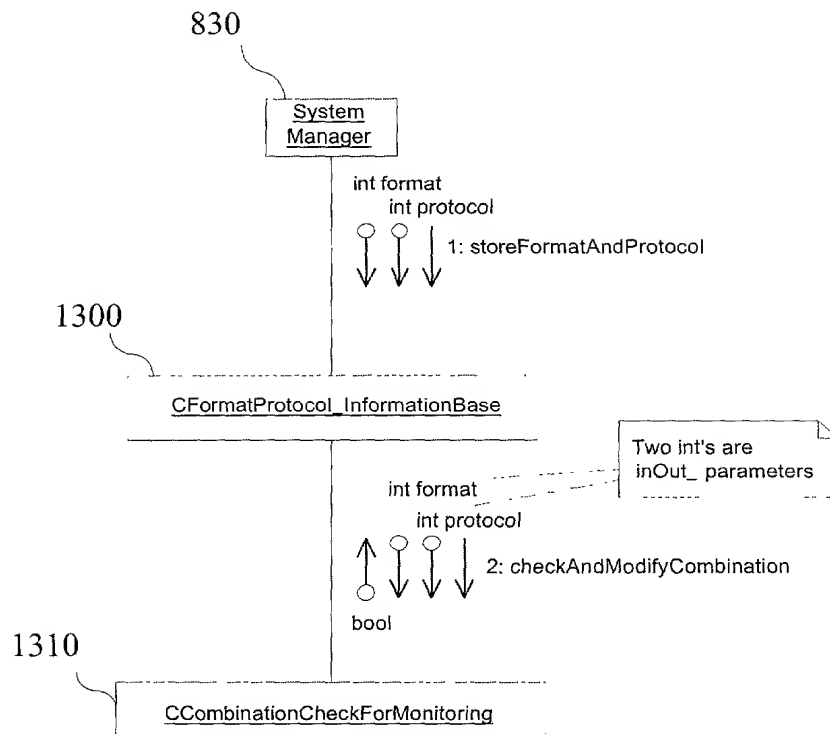 830
System
Manager
int format
int protocol
1: storeFormatAndProtocol
1300
CFormatProtocol_InformationBase
Two int's are
inOut_ parameters
int format
int protocol
2: checkAndModifyCombination
bool
1310
CCombinationCheckForMonitoring